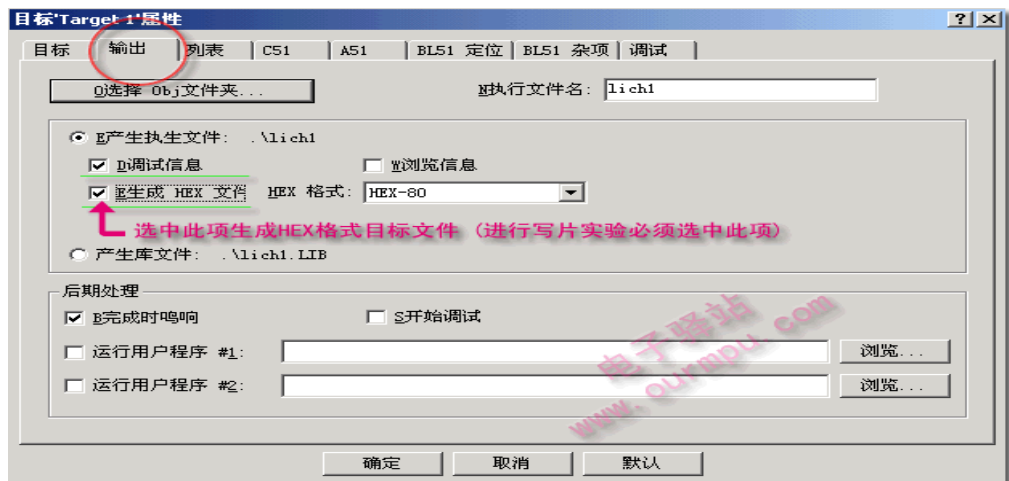 目标'Target 1'属性
目标 输出 列表 C51 A51 BL51 定位 BL51 杂项 调试
O选择 Obj文件夹... N执行文件名: lich1
E产生执生文件: .\lich1
D调试信息 W浏览信息
E生成 HEX 文件 HEX 格式: HEX-80
选中此项生成HEX格式目标文件 (进行写片实验必须选中此项)
产生库文件: .\lich1.LIB
后期处理
B完成时鸣响 S开始调试
运行用户程序 #1: 浏览...
运行用户程序 #2: 浏览...
电子驿站
www.ourmpu.com
确定 取消 默认